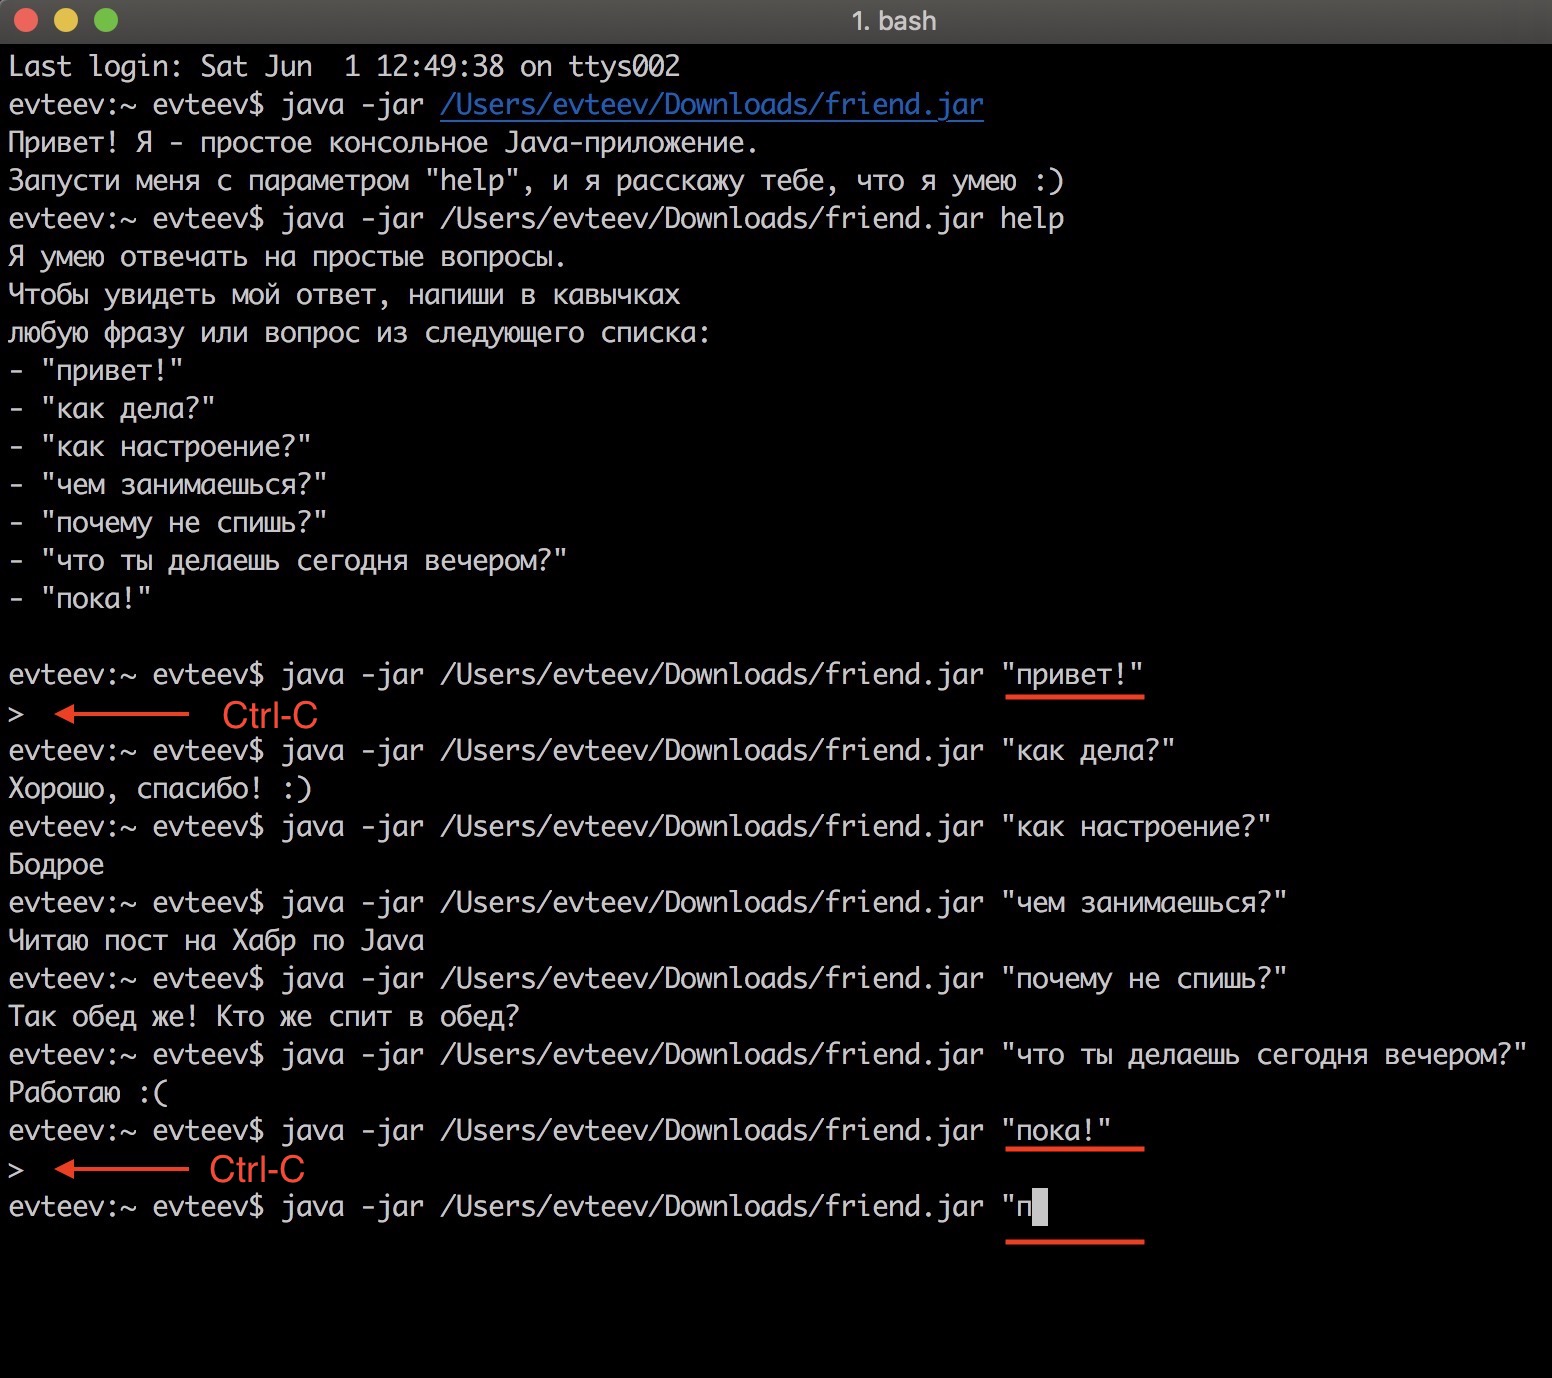 1. bash
Last login: Sat Jun  1 12:49:38 on ttys002
evteev:~ evteev$ java -jar /Users/evteev/Downloads/friend.jar
Привет! Я - простое консольное Java-приложение.
Запусти меня с параметром "help", и я расскажу тебе, что я умею :)
evteev:~ evteev$ java -jar /Users/evteev/Downloads/friend.jar help
Я умею отвечать на простые вопросы.
Чтобы увидеть мой ответ, напиши в кавычках
любую фразу или вопрос из следующего списка:
- "привет!"
- "как дела?"
- "как настроение?"
- "чем занимаешься?"
- "почему не спишь?"
- "что ты делаешь сегодня вечером?"
- "пока!"
evteev:~ evteev$ java -jar /Users/evteev/Downloads/friend.jar "привет!"
> Ctrl-C
evteev:~ evteev$ java -jar /Users/evteev/Downloads/friend.jar "как дела?"
Хорошо, спасибо! :)
evteev:~ evteev$ java -jar /Users/evteev/Downloads/friend.jar "как настроение?"
Бодрое
evteev:~ evteev$ java -jar /Users/evteev/Downloads/friend.jar "чем занимаешься?"
Читаю пост на Хабр по Java
evteev:~ evteev$ java -jar /Users/evteev/Downloads/friend.jar "почему не спишь?"
Так обед же! Кто же спит в обед?
evteev:~ evteev$ java -jar /Users/evteev/Downloads/friend.jar "что ты делаешь сегодня вечером?"
Работаю :(
evteev:~ evteev$ java -jar /Users/evteev/Downloads/friend.jar "пока!"
> Ctrl-C
evteev:~ evteev$ java -jar /Users/evteev/Downloads/friend.jar "п